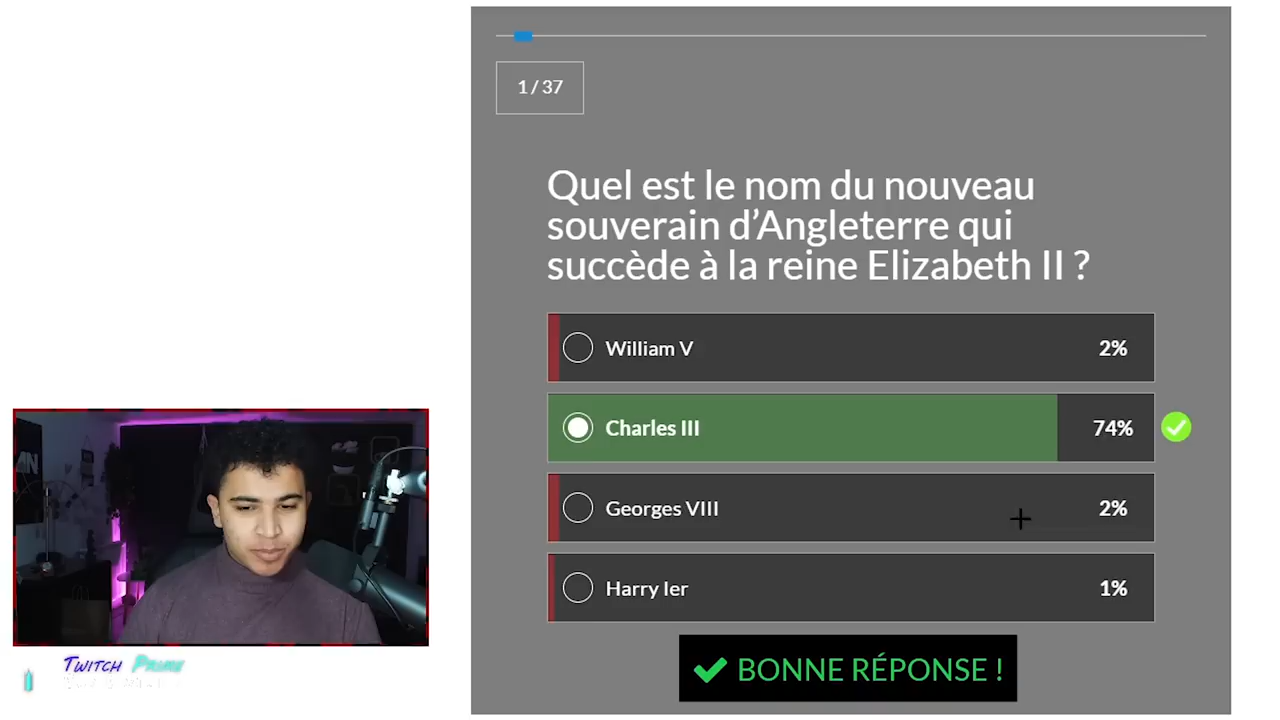 1 / 37
Quel est le nom du nouveau
souverain d’Angleterre qui
succède à la reine Elizabeth II ?
William V 2%
Charles III 74%
Georges VIII 2%
Harry Ier 1%
BONNE RÉPONSE !
AN
Twitch Prime